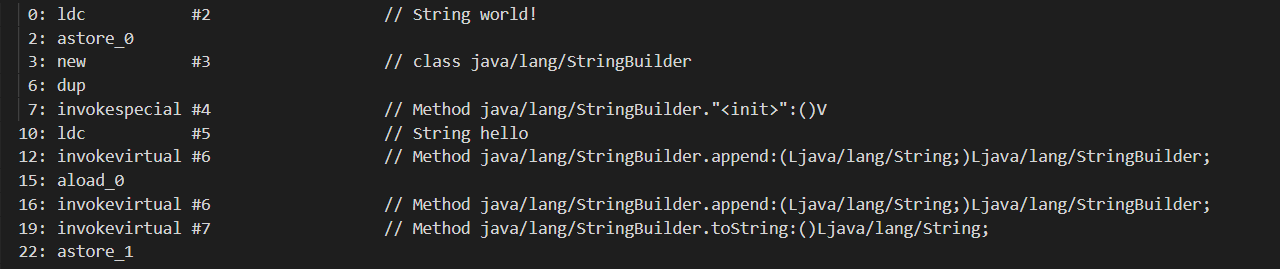 0: ldc           #2                  // String world!
2: astore_0
3: new           #3                  // class java/lang/StringBuilder
6: dup
7: invokespecial #4                  // Method java/lang/StringBuilder."<init>":()V
10: ldc           #5                  // String hello
12: invokevirtual #6                  // Method java/lang/StringBuilder.append:(Ljava/lang/String;)Ljava/lang/StringBuilder;
15: aload_0
16: invokevirtual #6                  // Method java/lang/StringBuilder.append:(Ljava/lang/String;)Ljava/lang/StringBuilder;
19: invokevirtual #7                  // Method java/lang/StringBuilder.toString:()Ljava/lang/String;
22: astore_1